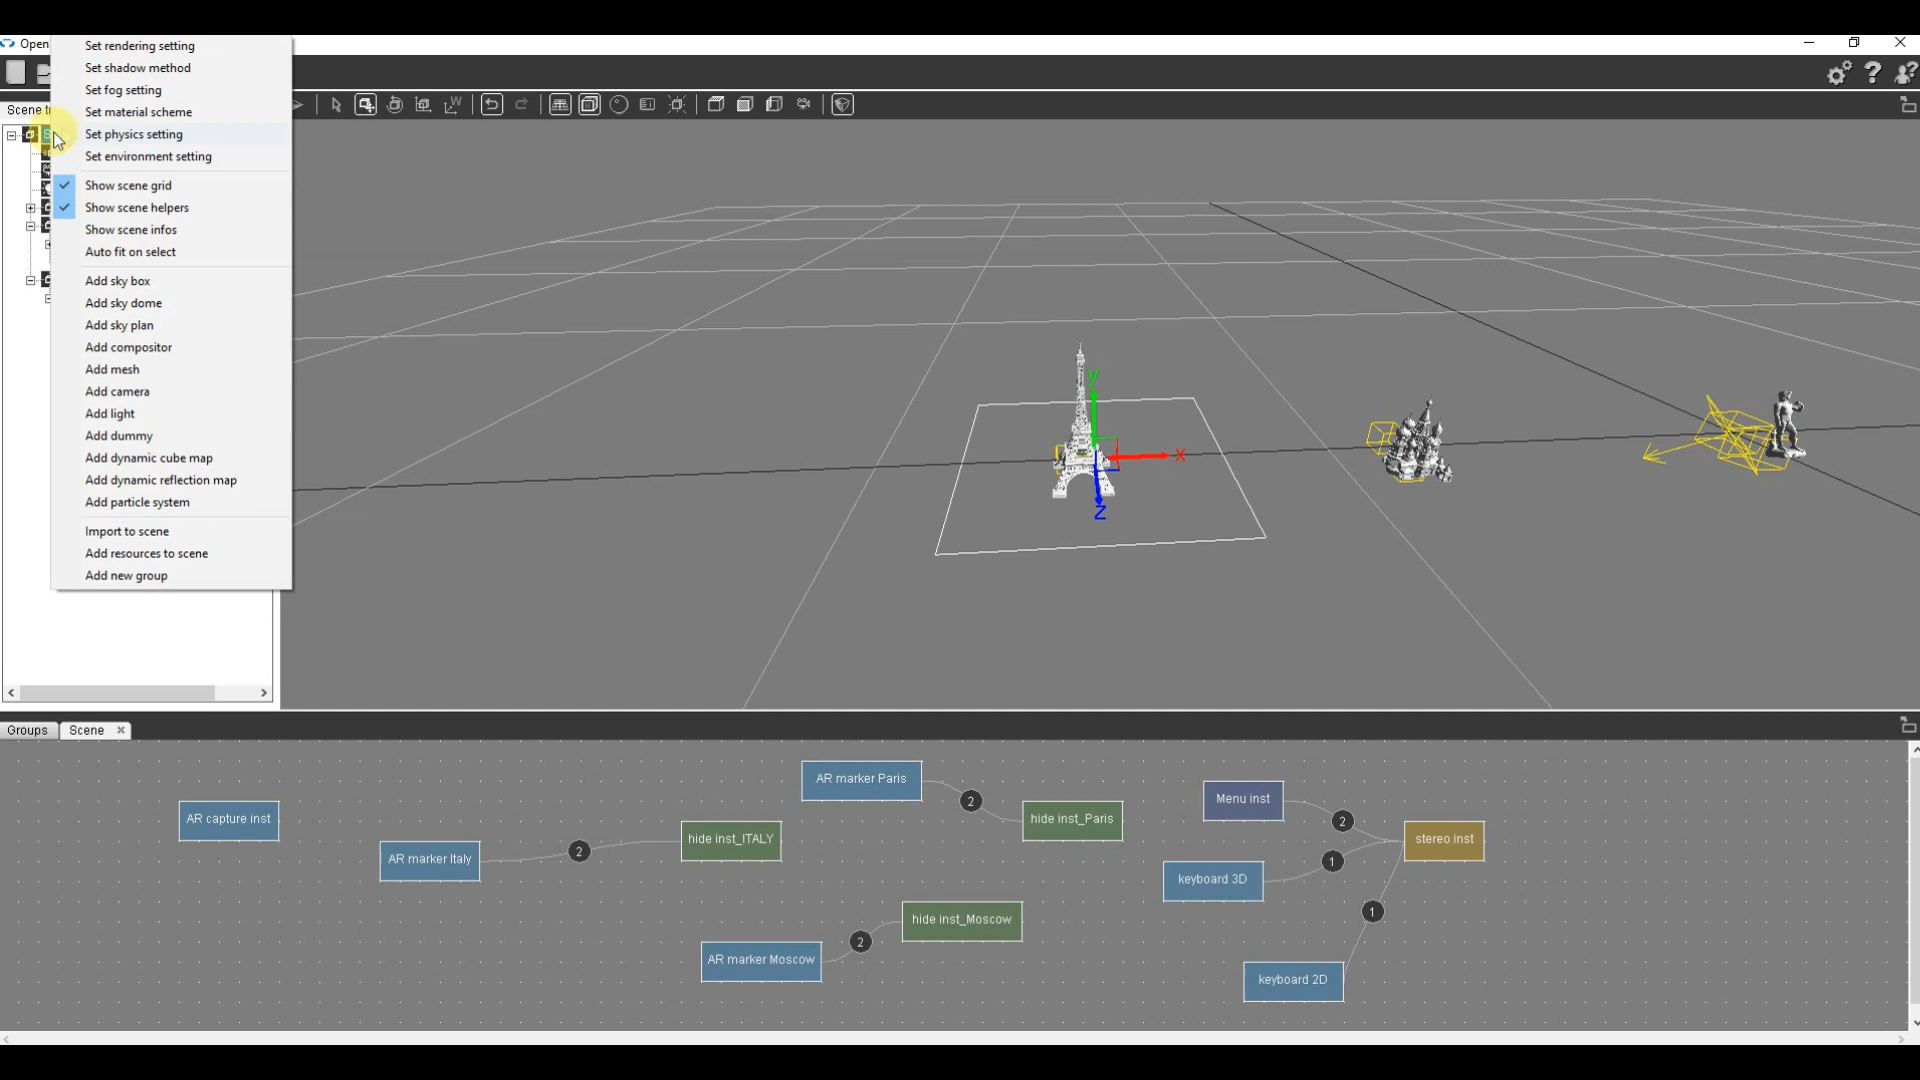 Open
Scene
Set rendering setting
Set shadow method
Set fog setting
Set material scheme
Set physics setting
Set environment setting
Show scene grid
Show scene helpers
Show scene infos
Auto fit on select
Add sky box
Add sky dome
Add sky plan
Add compositor
Add mesh
Add camera
Add light
Add dummy
Add dynamic cube map
Add dynamic reflection map
Add particle system
Import to scene
Add resources to scene
Add new group
W
Y
X
Z
Groups
Scene
AR marker Paris
2
hide inst_Paris
AR capture inst
AR marker Italy
2
hide inst_ITALY
AR marker Moscow
2
hide inst_Moscow
Menu inst
2
stereo inst
keyboard 3D
1
1
keyboard 2D